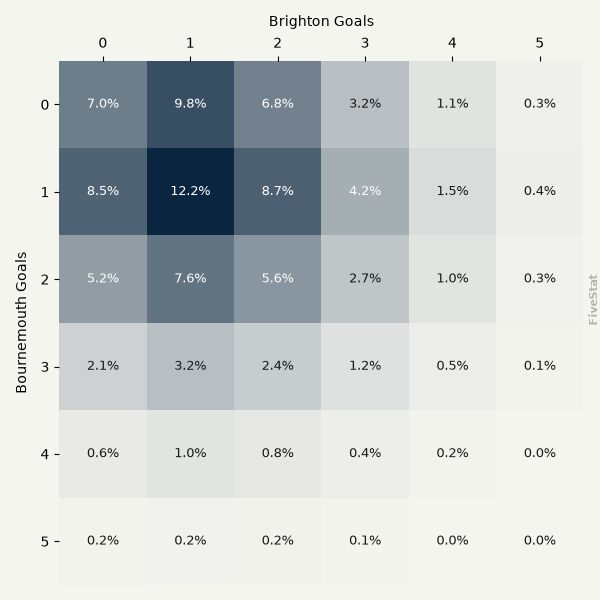 Brighton Goals
0 1 2 3 4 5
0 7.0% 9.8% 6.8% 3.2% 1.1% 0.3%
1 8.5% 12.2% 8.7% 4.2% 1.5% 0.4%
2 5.2% 7.6% 5.6% 2.7% 1.0% 0.3%
3 2.1% 3.2% 2.4% 1.2% 0.5% 0.1%
4 0.6% 1.0% 0.8% 0.4% 0.2% 0.0%
5 0.2% 0.2% 0.2% 0.1% 0.0% 0.0%
Bournemouth Goals
FiveStat